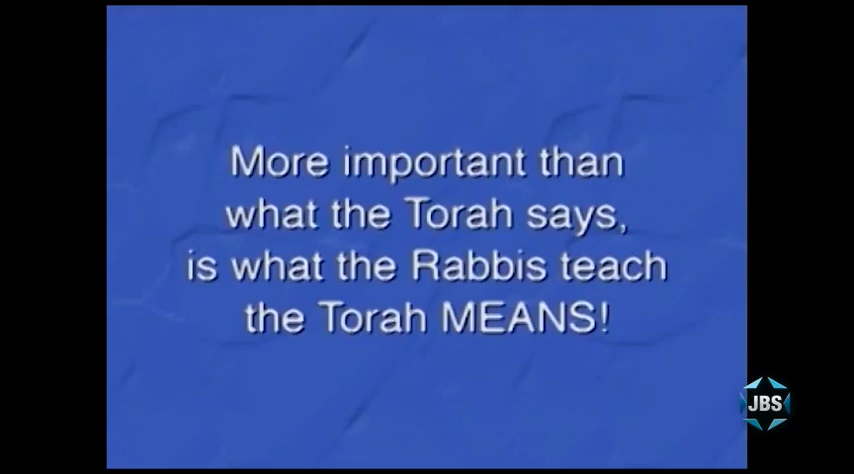 More important than
what the Torah says,
is what the Rabbis teach
the Torah MEANS!
JBS